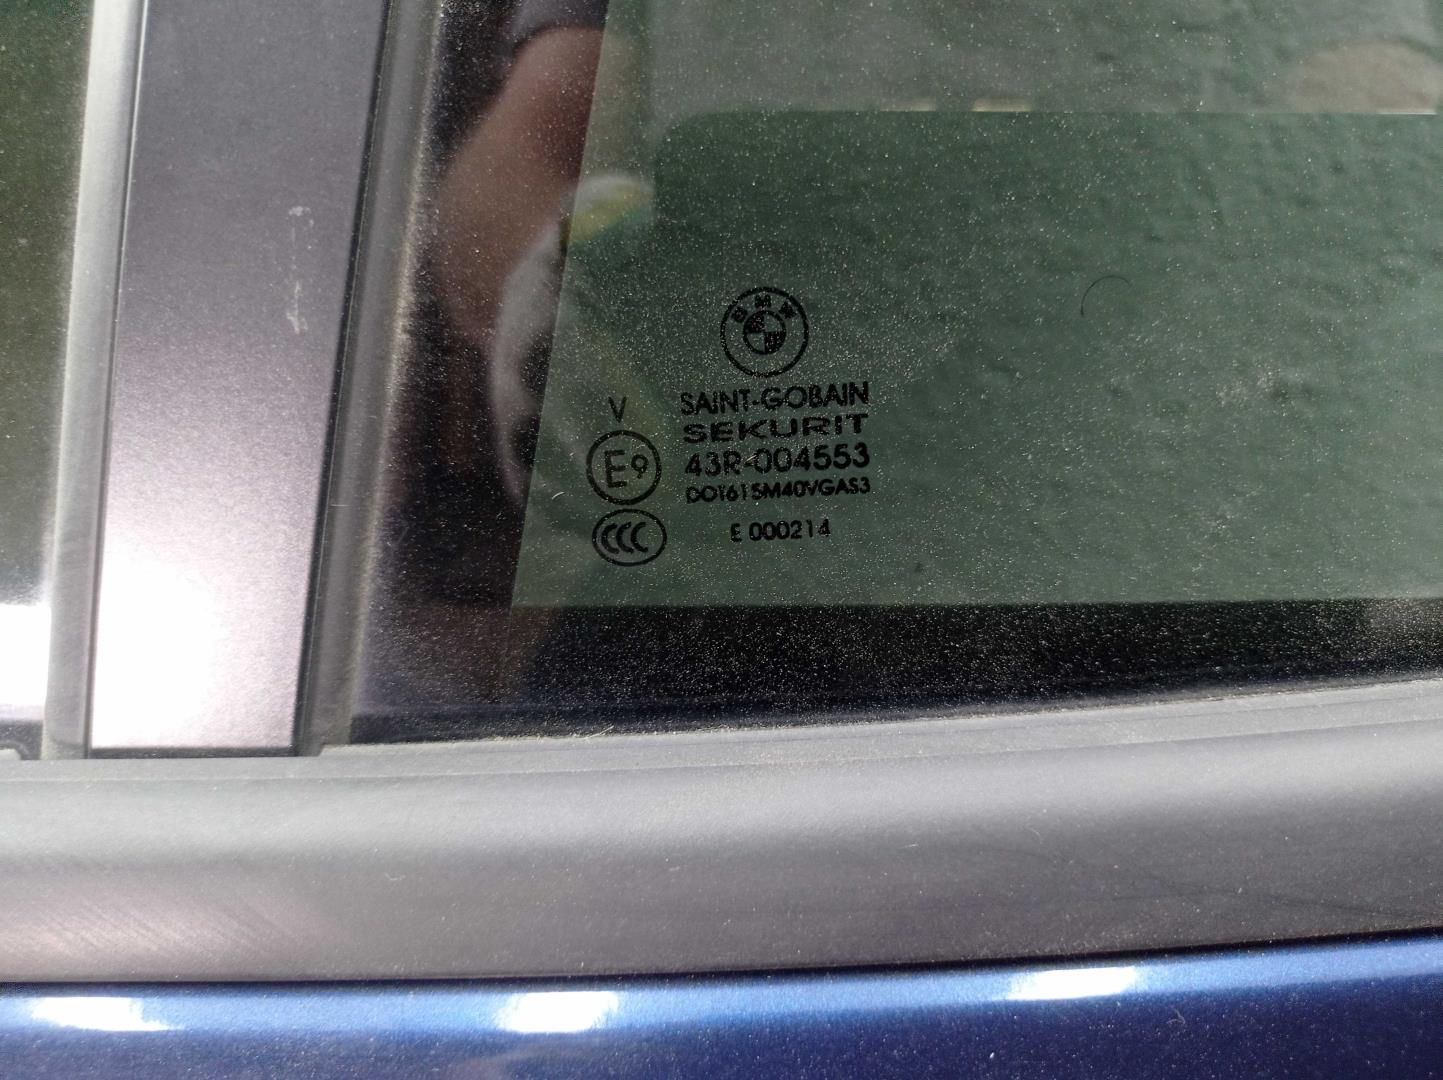 BMW
SAINT-GOBAIN
V
SEKURIT
E9 43R-004553
DOT615M40VGAS3
CCC
E 000214